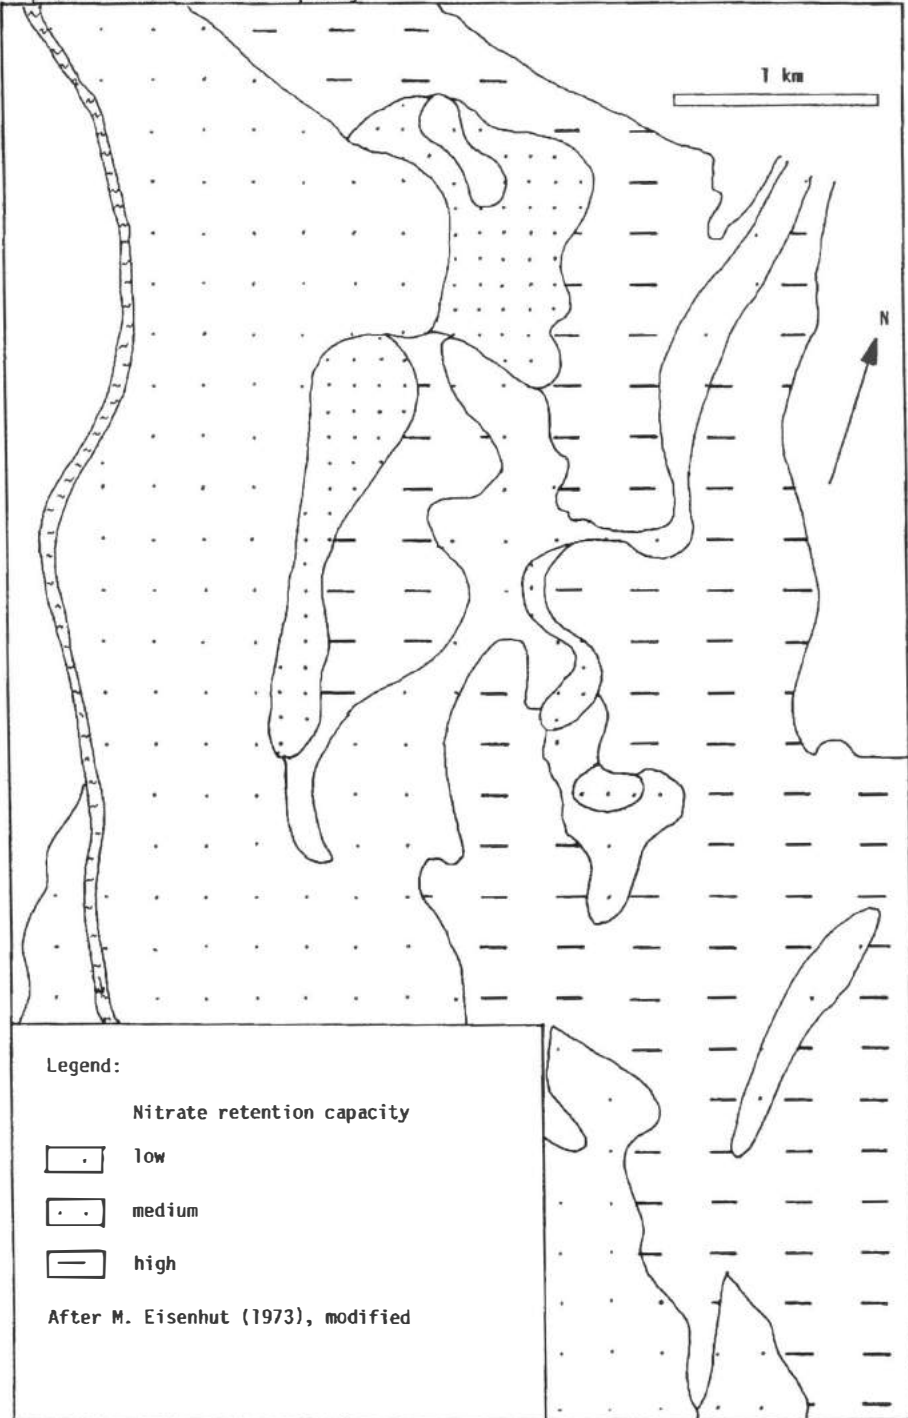 1 km
N
Legend:
Nitrate retention capacity
low
medium
high
After M. Eisenhut (1973), modified